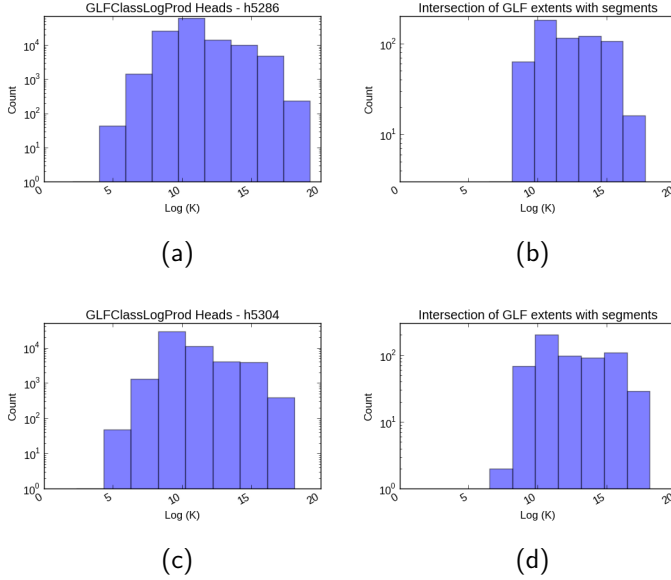 GLFClassLogProd Heads - h5286
Count
10^4
10^3
10^2
10^1
10^0
0 5 10 15 20
Log (K)
(a)
Intersection of GLF extents with segments
Count
10^2
10^1
0 5 10 15 20
Log (K)
(b)
GLFClassLogProd Heads - h5304
Count
10^4
10^3
10^2
10^1
10^0
0 5 10 15 20
Log (K)
(c)
Intersection of GLF extents with segments
Count
10^2
10^1
10^0
0 5 10 15 20
Log (K)
(d)